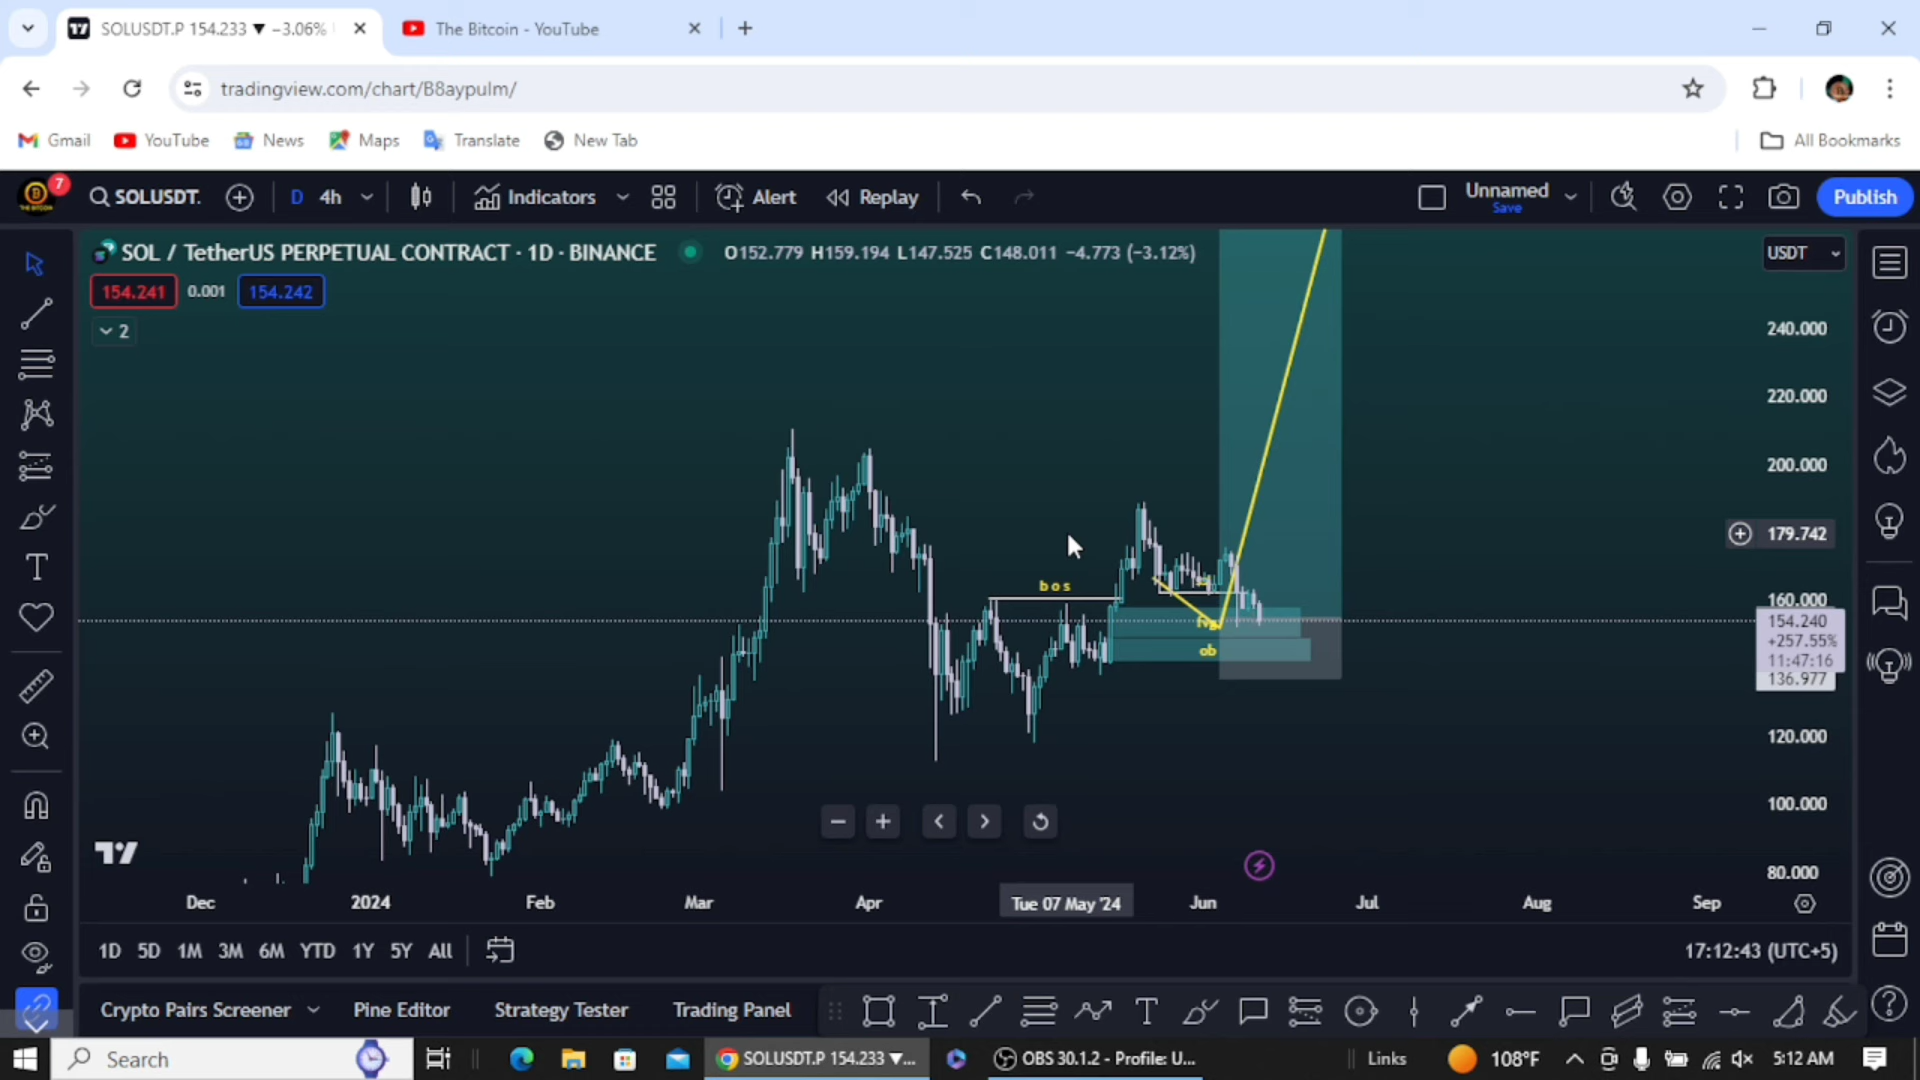 SOLUSDT.P 154.233 ▼ −3.06%
The Bitcoin - YouTube
tradingview.com/chart/B8aypulm/
Gmail
YouTube
News
Maps
Translate
New Tab
All Bookmarks
7
SOLUSDT.
D
4h
Indicators
Alert
Replay
Unnamed
Save
Publish
SOL / TetherUS PERPETUAL CONTRACT · 1D · BINANCE
O152.779 H159.194 L147.525 C148.011 −4.773 (−3.12%)
USDT
154.241
0.001
154.242
2
240.000
220.000
200.000
179.742
160.000
154.240
+257.55%
11:47:16
136.977
120.000
100.000
80.000
bos
fvg
ob
Dec
2024
Feb
Mar
Apr
Tue 07 May '24
Jun
Jul
Aug
Sep
1D 5D 1M 3M 6M YTD 1Y 5Y All
17:12:43 (UTC+5)
Crypto Pairs Screener
Pine Editor
Strategy Tester
Trading Panel
Search
SOLUSDT.P 154.233 ▼...
OBS 30.1.2 - Profile: U...
Links
108°F
5:12 AM